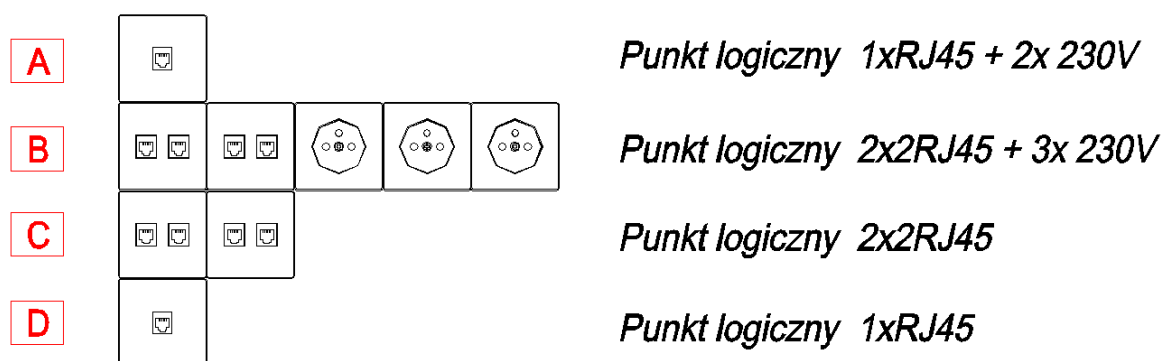 A Punkt logiczny 1xRJ45 + 2x 230V
B Punkt logiczny 2x2RJ45 + 3x 230V
C Punkt logiczny 2x2RJ45
D Punkt logiczny 1xRJ45